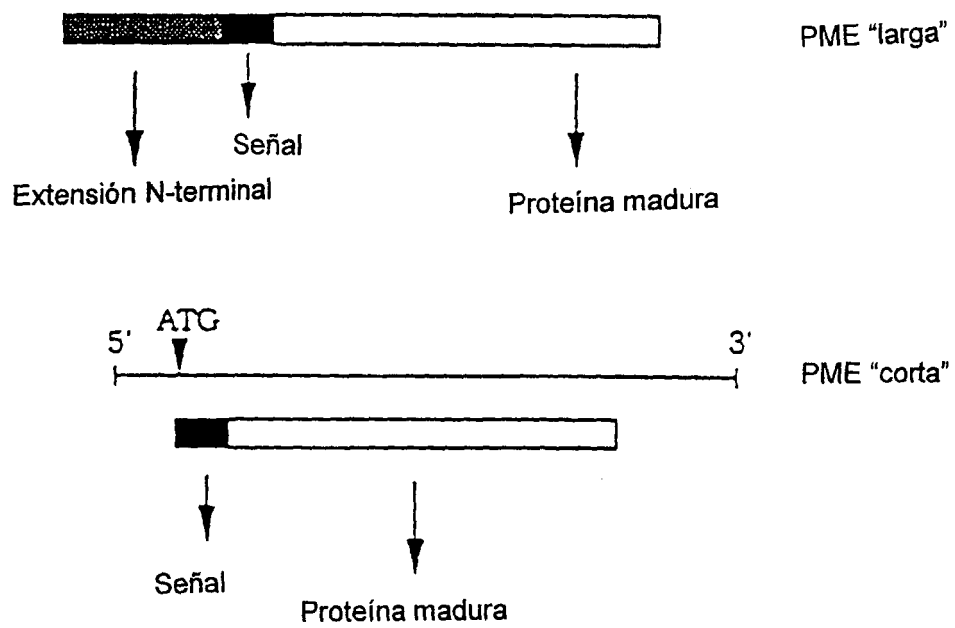 PME “larga”
Señal
Extensión N-terminal
Proteína madura
ATG
5' 3'
PME “corta”
Señal
Proteína madura